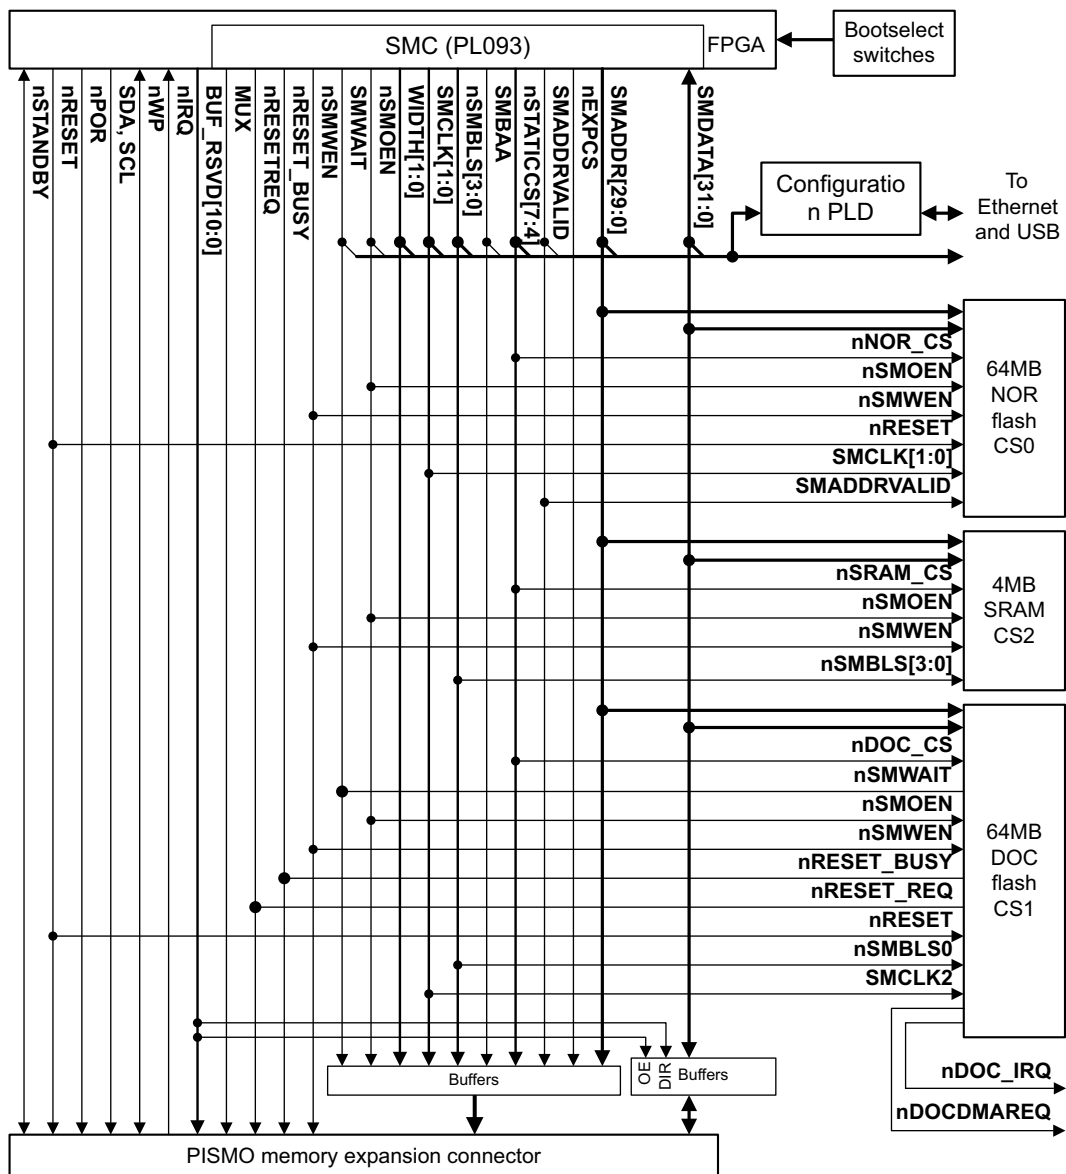 SMC (PL093)
FPGA
Bootselect
switches
nSTANDBY
nRESET
nPOR
SDA, SCL
nWP
nIRQ
BUF_RSVD[10:0]
MUX
nRESETREQ
nRESET_BUSY
nSMWEN
SMWAIT
nSMOEN
WIDTH[1:0]
SMCLK[1:0]
nSMBLS[3:0]
SMBAA
nSTATICCS[7:4]
SMADDRVALID
nEXPCS
SMADDR[29:0]
SMDATA[31:0]
Configuratio
n PLD
To
Ethernet
and USB
nNOR_CS
nSMOEN
nSMWEN
nRESET
SMCLK[1:0]
SMADDRVALID
64MB
NOR
flash
CS0
nSRAM_CS
nSMOEN
nSMWEN
nSMBLS[3:0]
4MB
SRAM
CS2
nDOC_CS
nSMWAIT
nSMOEN
nSMWEN
nRESET_BUSY
nRESET_REQ
nRESET
nSMBLS0
SMCLK2
64MB
DOC
flash
CS1
Buffers
OE
DIR
Buffers
nDOC_IRQ
nDOCDMAREQ
PISMO memory expansion connector